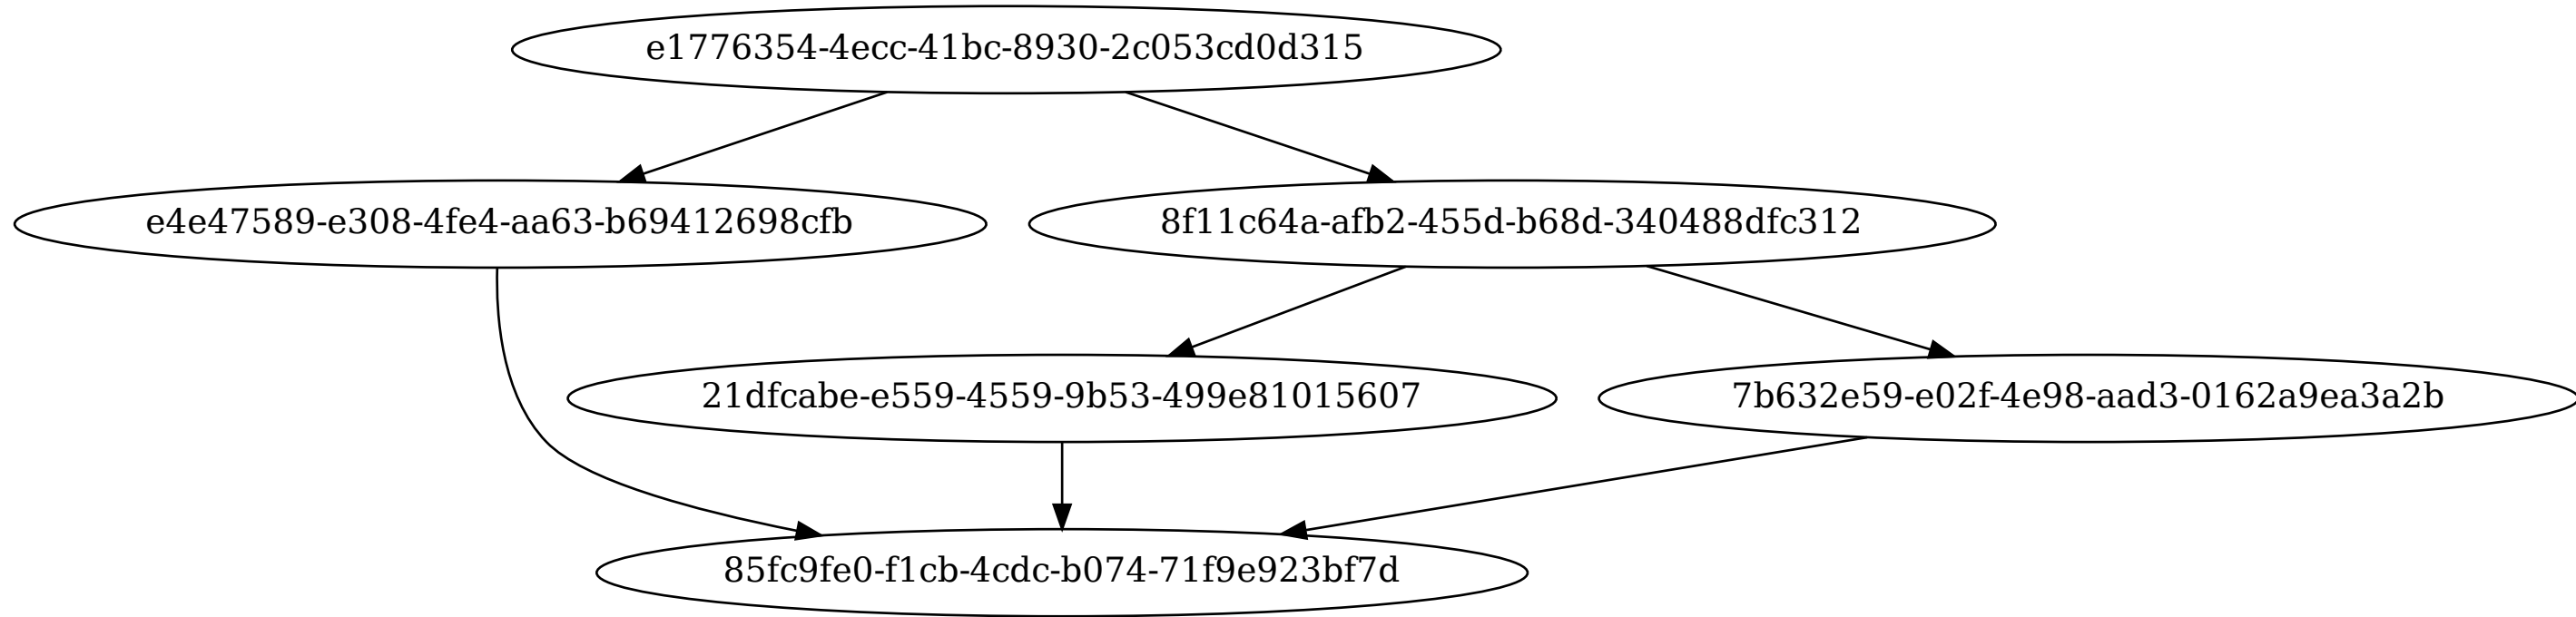 e1776354-4ecc-41bc-8930-2c053cd0d315
e4e47589-e308-4fe4-aa63-b69412698cfb
8f11c64a-afb2-455d-b68d-340488dfc312
21dfcabe-e559-4559-9b53-499e81015607
7b632e59-e02f-4e98-aad3-0162a9ea3a2b
85fc9fe0-f1cb-4cdc-b074-71f9e923bf7d